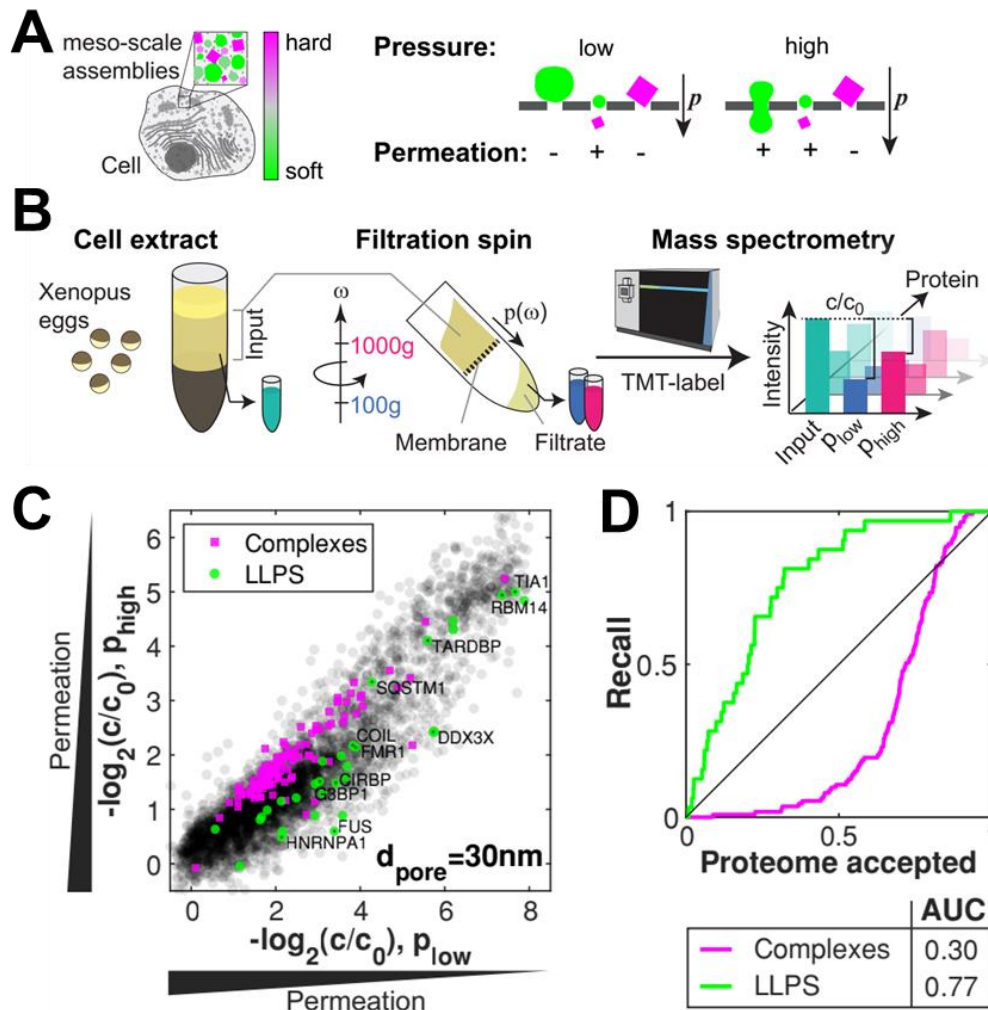 A
meso-scale
assemblies
hard
soft
Cell
Pressure:
low
high
p
p
Permeation:
- + -
+ + -
B
Cell extract
Filtration spin
Mass spectrometry
Xenopus
eggs
Input
ω
1000g
100g
p(ω)
Membrane
Filtrate
TMT-label
Protein
c/c0
Intensity
Input
plow
phigh
C
Complexes
LLPS
TIA1
RBM14
TARDBP
SQSTM1
DDX3X
COIL
FMR1
CIRBP
G3BP1
FUS
HNRNPA1
dpore=30nm
6
5
4
3
2
1
0
0 2 4 6 8
-log2(c/c0), phigh
Permeation
-log2(c/c0), plow
Permeation
D
1
0.5
0
0 0.5 1
Recall
Proteome accepted
AUC
Complexes 0.30
LLPS 0.77